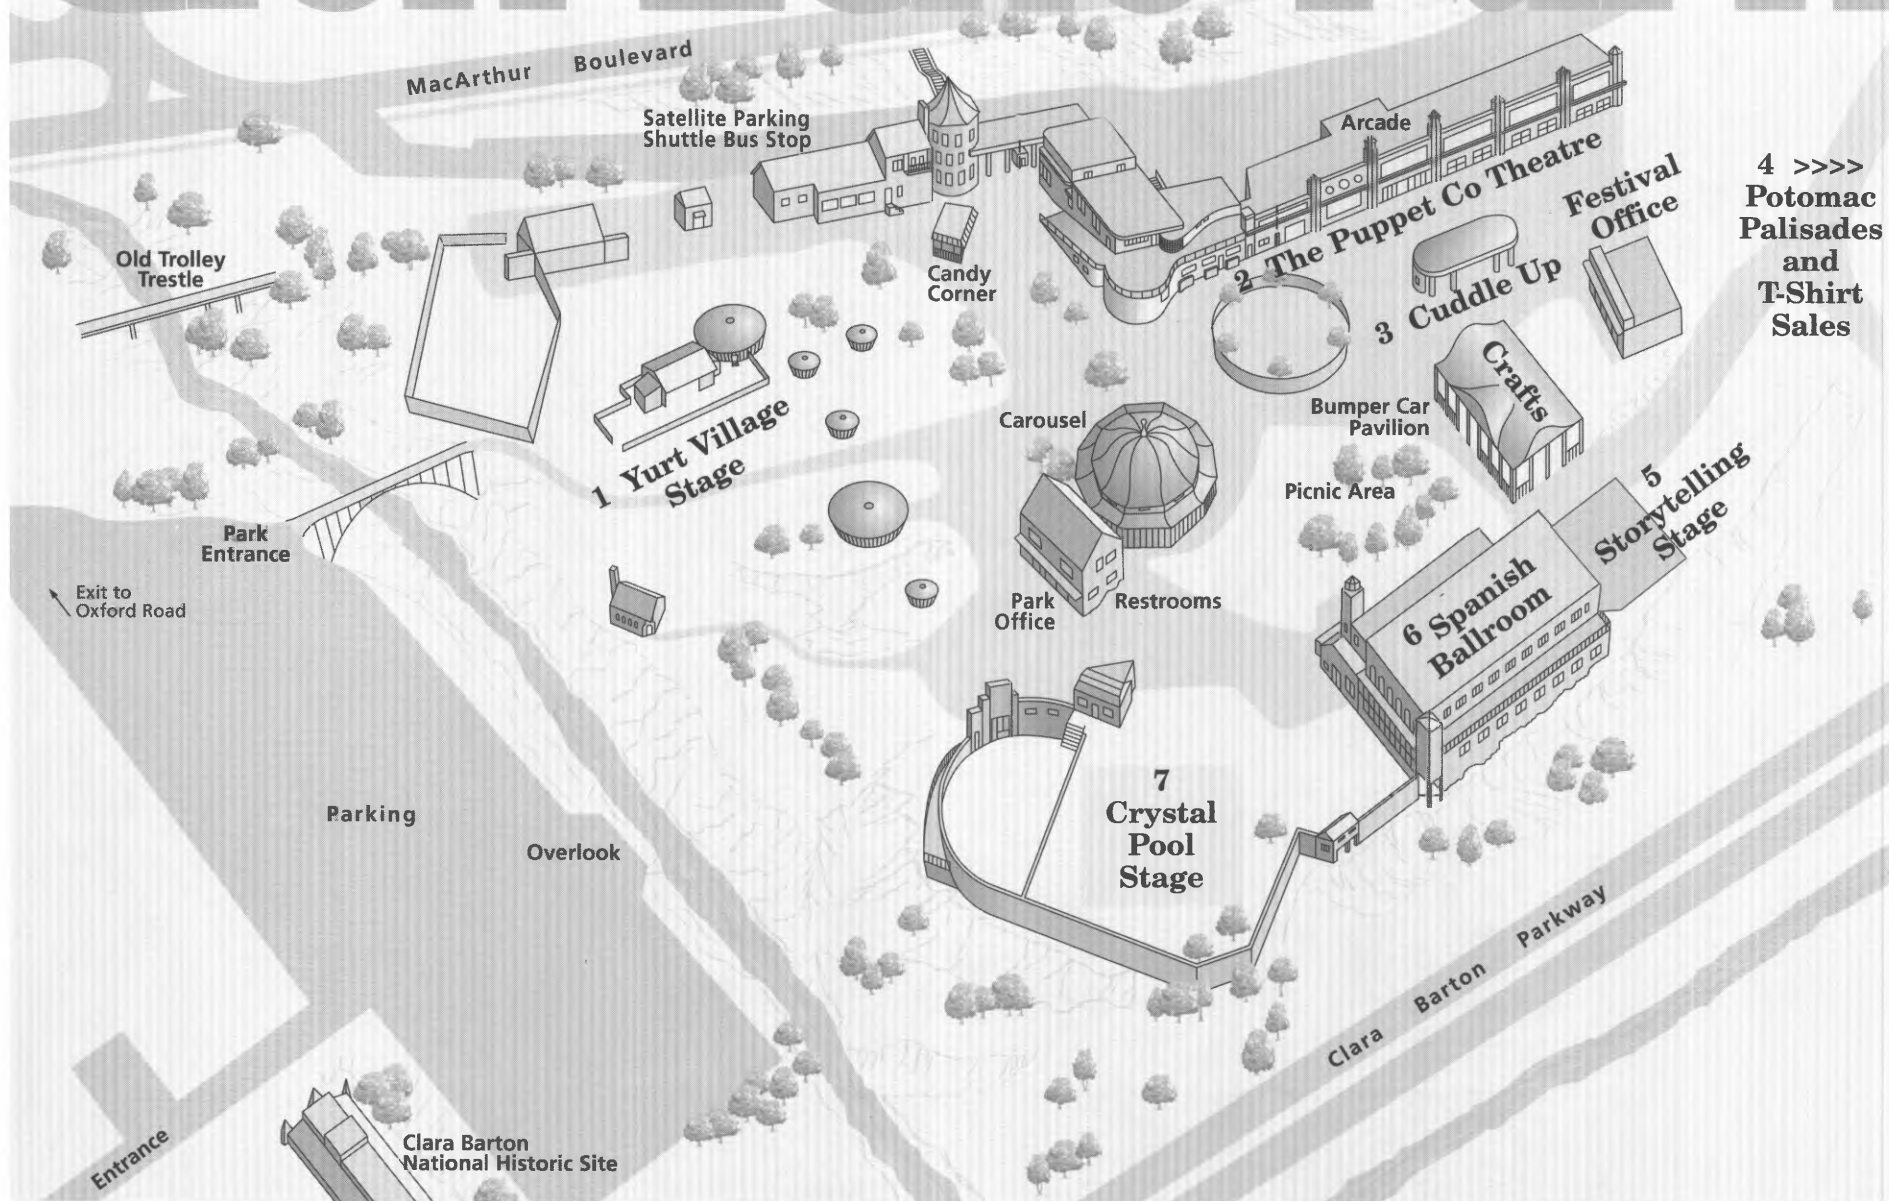 MacArthur Boulevard
Satellite Parking
Shuttle Bus Stop
Arcade
4 >>>>
Potomac
Palisades
and
T-Shirt
Sales
2 The Puppet Co Theatre
Festival
Office
Old Trolley
Trestle
Candy
Corner
3 Cuddle Up
Crafts
Bumper Car
Pavilion
Carousel
1 Yurt Village
Stage
Picnic Area
5
Storytelling
Stage
Park
Entrance
Exit to
Oxford Road
Park
Office
Restrooms
6 Spanish
Ballroom
7
Crystal
Pool
Stage
Parking
Overlook
Clara Barton Parkway
Entrance
Clara Barton
National Historic Site